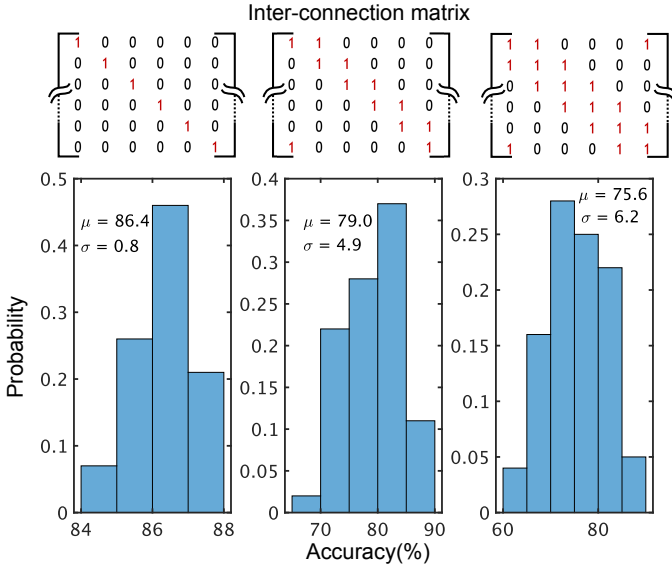 Inter-connection matrix
1 0 0 0 0 0
0 1 0 0 0 0
0 0 1 0 0 0
0 0 0 1 0 0
0 0 0 0 1 0
0 0 0 0 0 1
1 1 0 0 0 0
0 1 1 0 0 0
0 0 1 1 0 0
0 0 0 1 1 0
0 0 0 0 1 1
1 0 0 0 0 1
1 1 0 0 0 1
1 1 1 0 0 0
0 1 1 1 0 0
0 0 1 1 1 0
0 0 0 1 1 1
1 0 0 0 1 1
Probability
0.5
0.4
0.3
0.2
0.1
0
μ = 86.4
σ = 0.8
84 86 88
0.4
0.35
0.3
0.25
0.2
0.15
0.1
0.05
0
μ = 79.0
σ = 4.9
70 80 90
0.3
0.25
0.2
0.15
0.1
0.05
0
μ = 75.6
σ = 6.2
60 80
Accuracy(%)